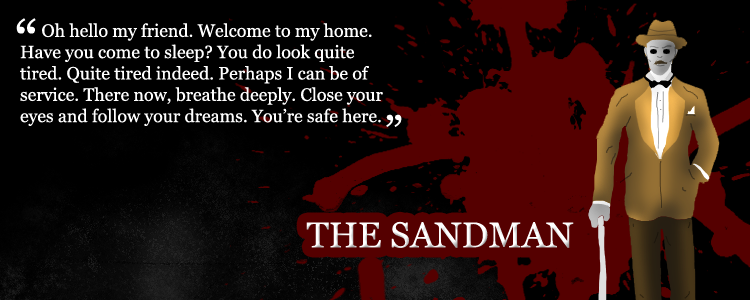 “ Oh hello my friend. Welcome to my home.
Have you come to sleep? You do look quite
tired. Quite tired indeed. Perhaps I can be of
service. There now, breathe deeply. Close your
eyes and follow your dreams. You’re safe here. ”
THE SANDMAN